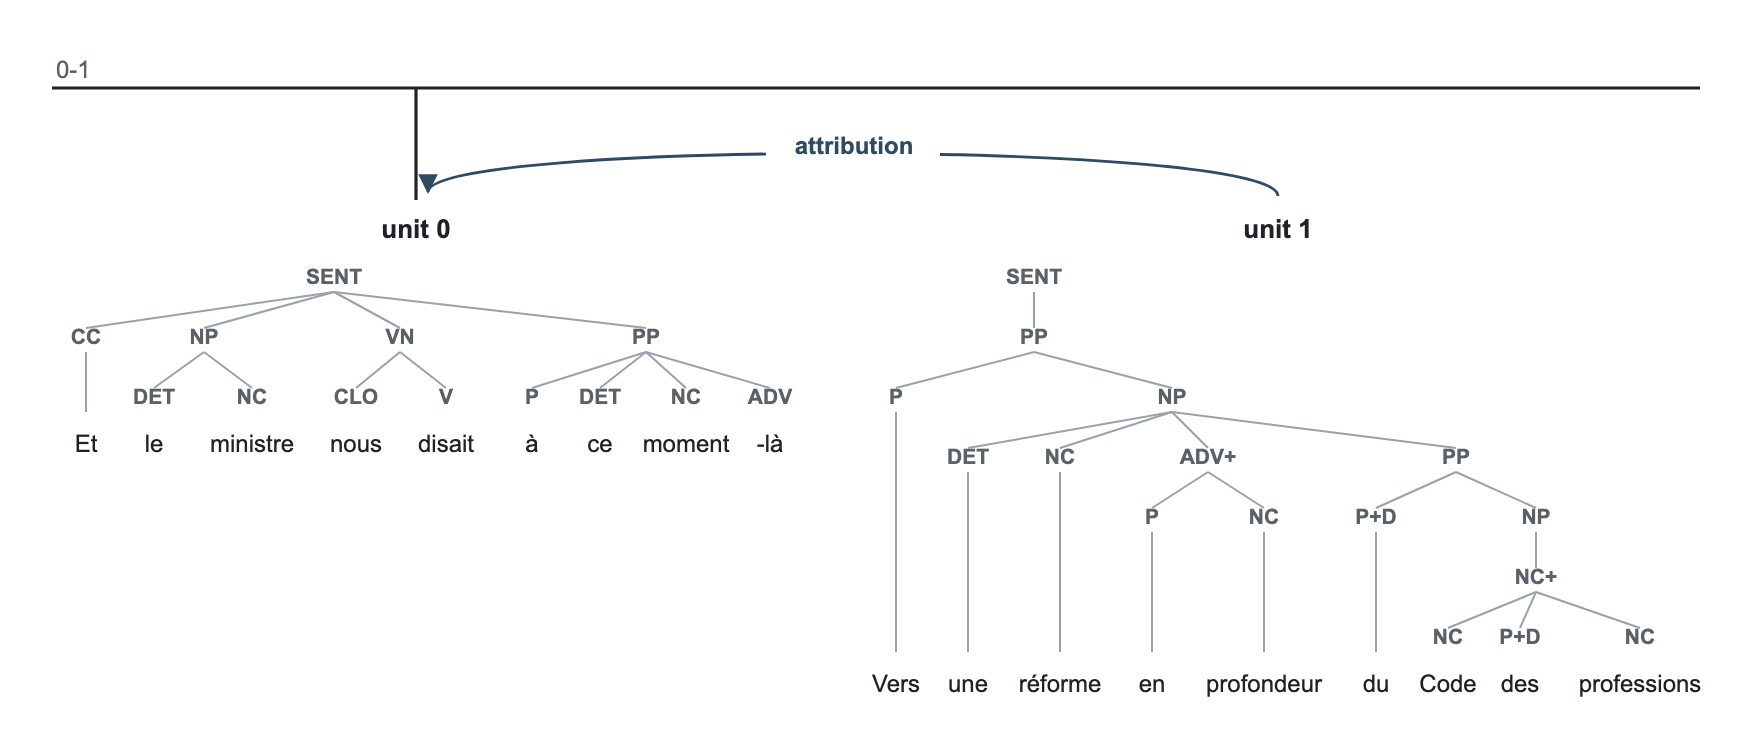 0-1
attribution
unit 0 unit 1
SENT SENT
CC NP VN PP PP
DET NC CLO V P DET NC ADV P NP
Et le ministre nous disait à ce moment -là
DET NC ADV+ PP
P NC P+D NP
NC+
NC P+D NC
Vers une réforme en profondeur du Code des professions